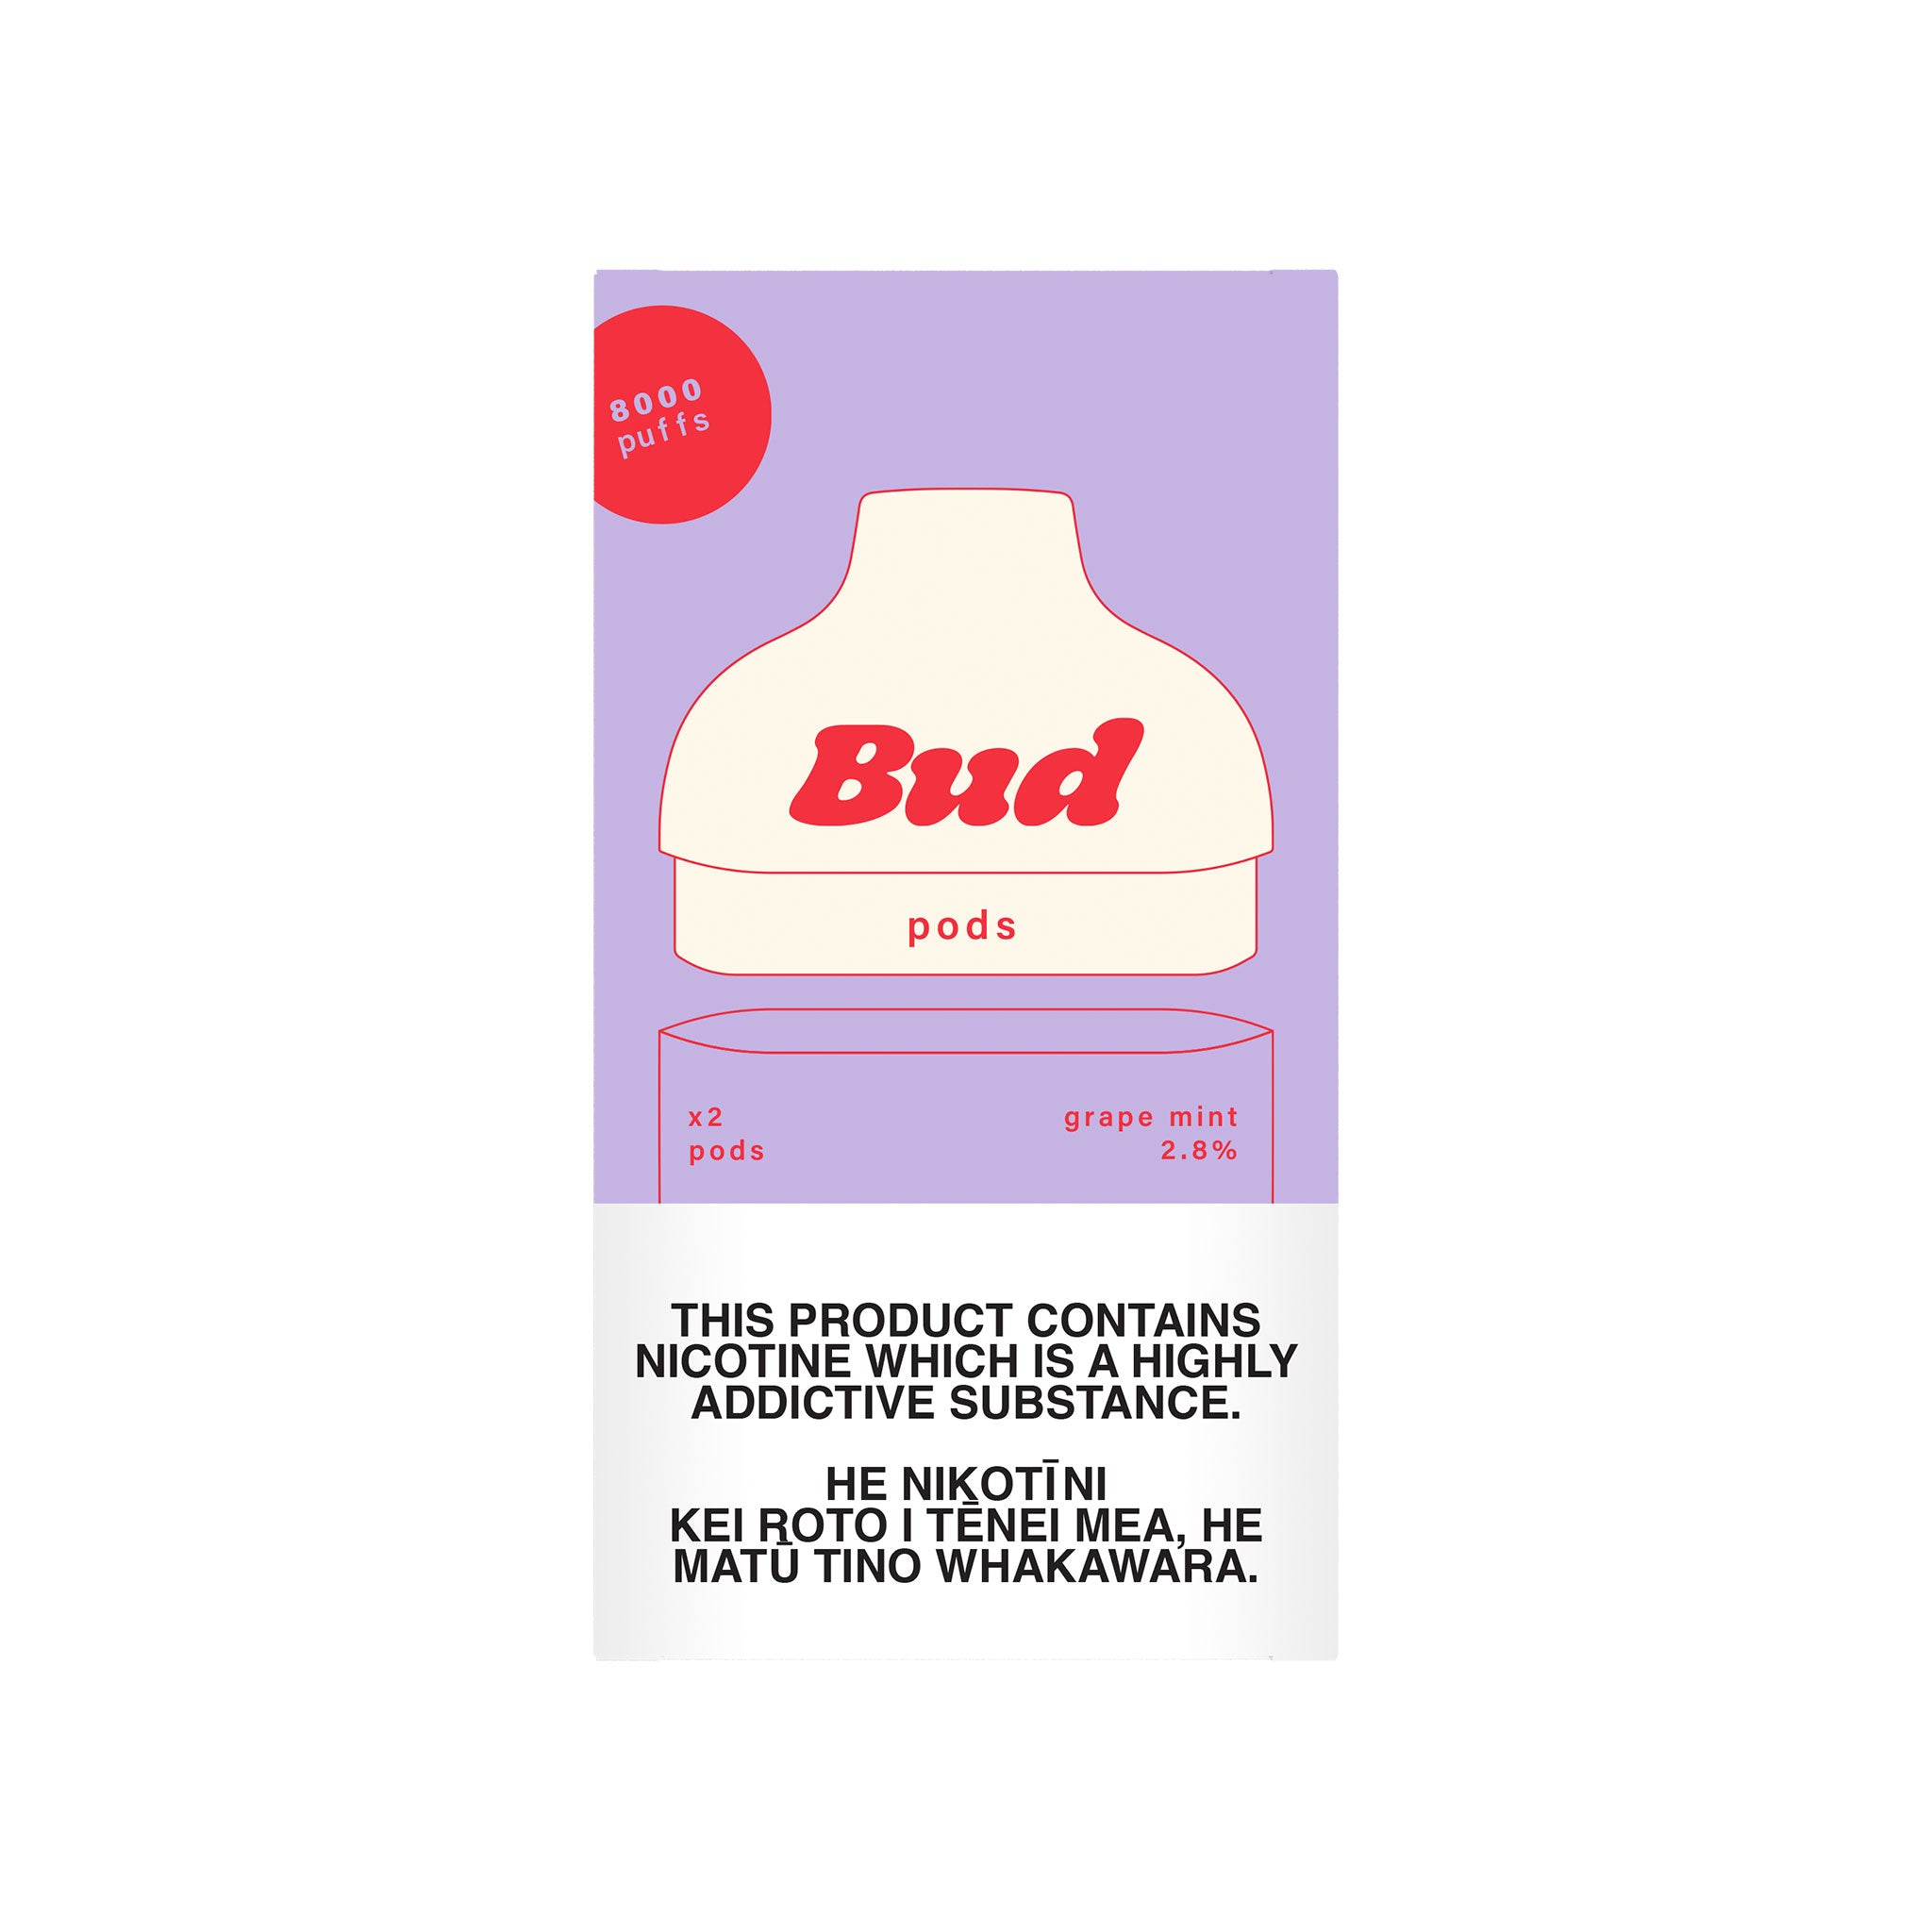 8000
puffs
Bud
pods
x2
pods
grape mint
2.8%
THIS PRODUCT CONTAINS
NICOTINE WHICH IS A HIGHLY
ADDICTIVE SUBSTANCE.
HE NIKOTĪNI
KEI ROTO I TĒNEI MEA, HE
MATŪ TINO WHAKAWARA.